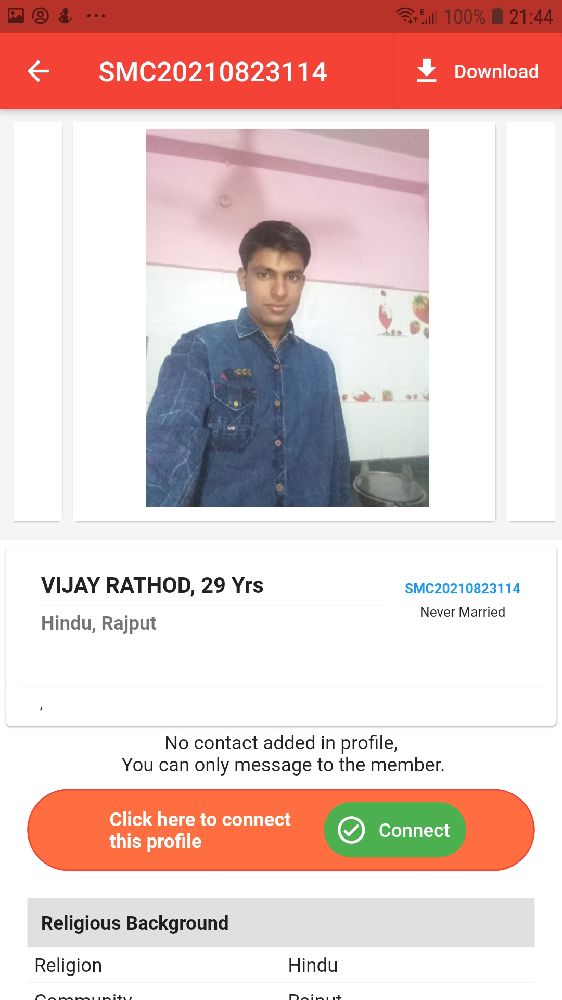 E
100%
21:44
SMC20210823114
Download
VIJAY RATHOD, 29 Yrs
SMC20210823114
Never Married
Hindu, Rajput
,
No contact added in profile,
You can only message to the member.
Click here to connect
this profile
Connect
Religious Background
Religion Hindu
Community Rajput